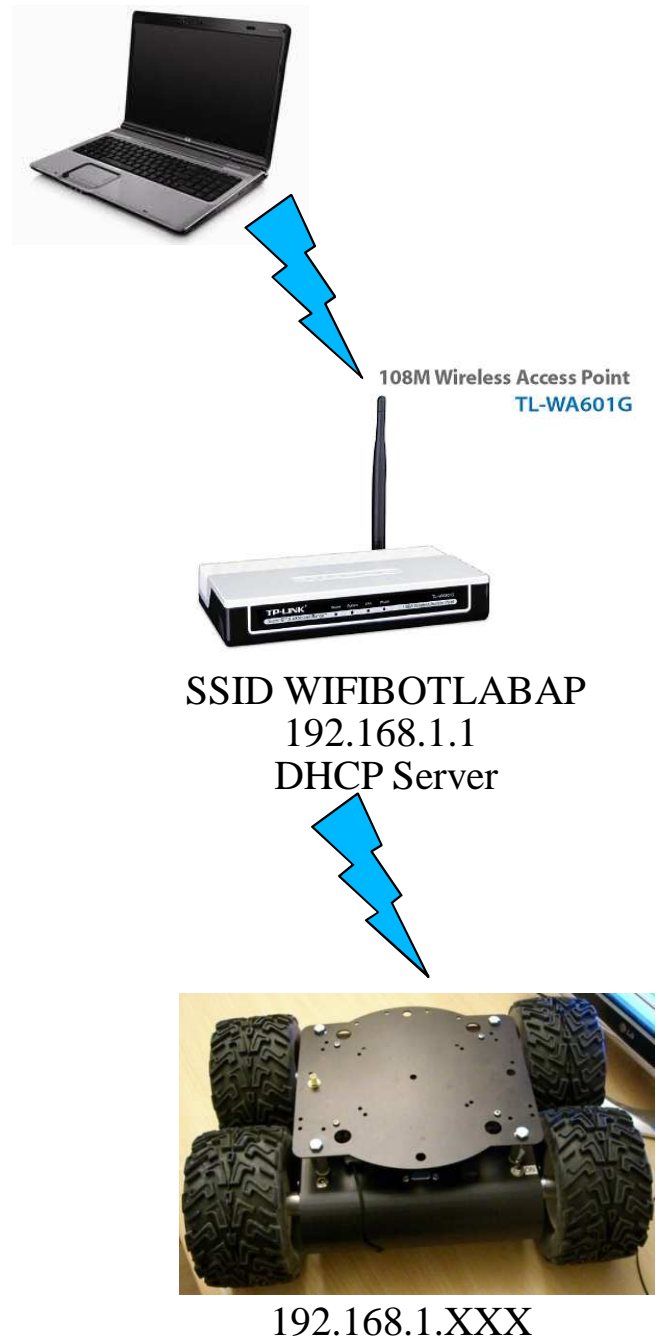 108M Wireless Access Point
TL-WA601G
TP-LINK
SSID WIFIBOTLABAP
192.168.1.1
DHCP Server
192.168.1.XXX